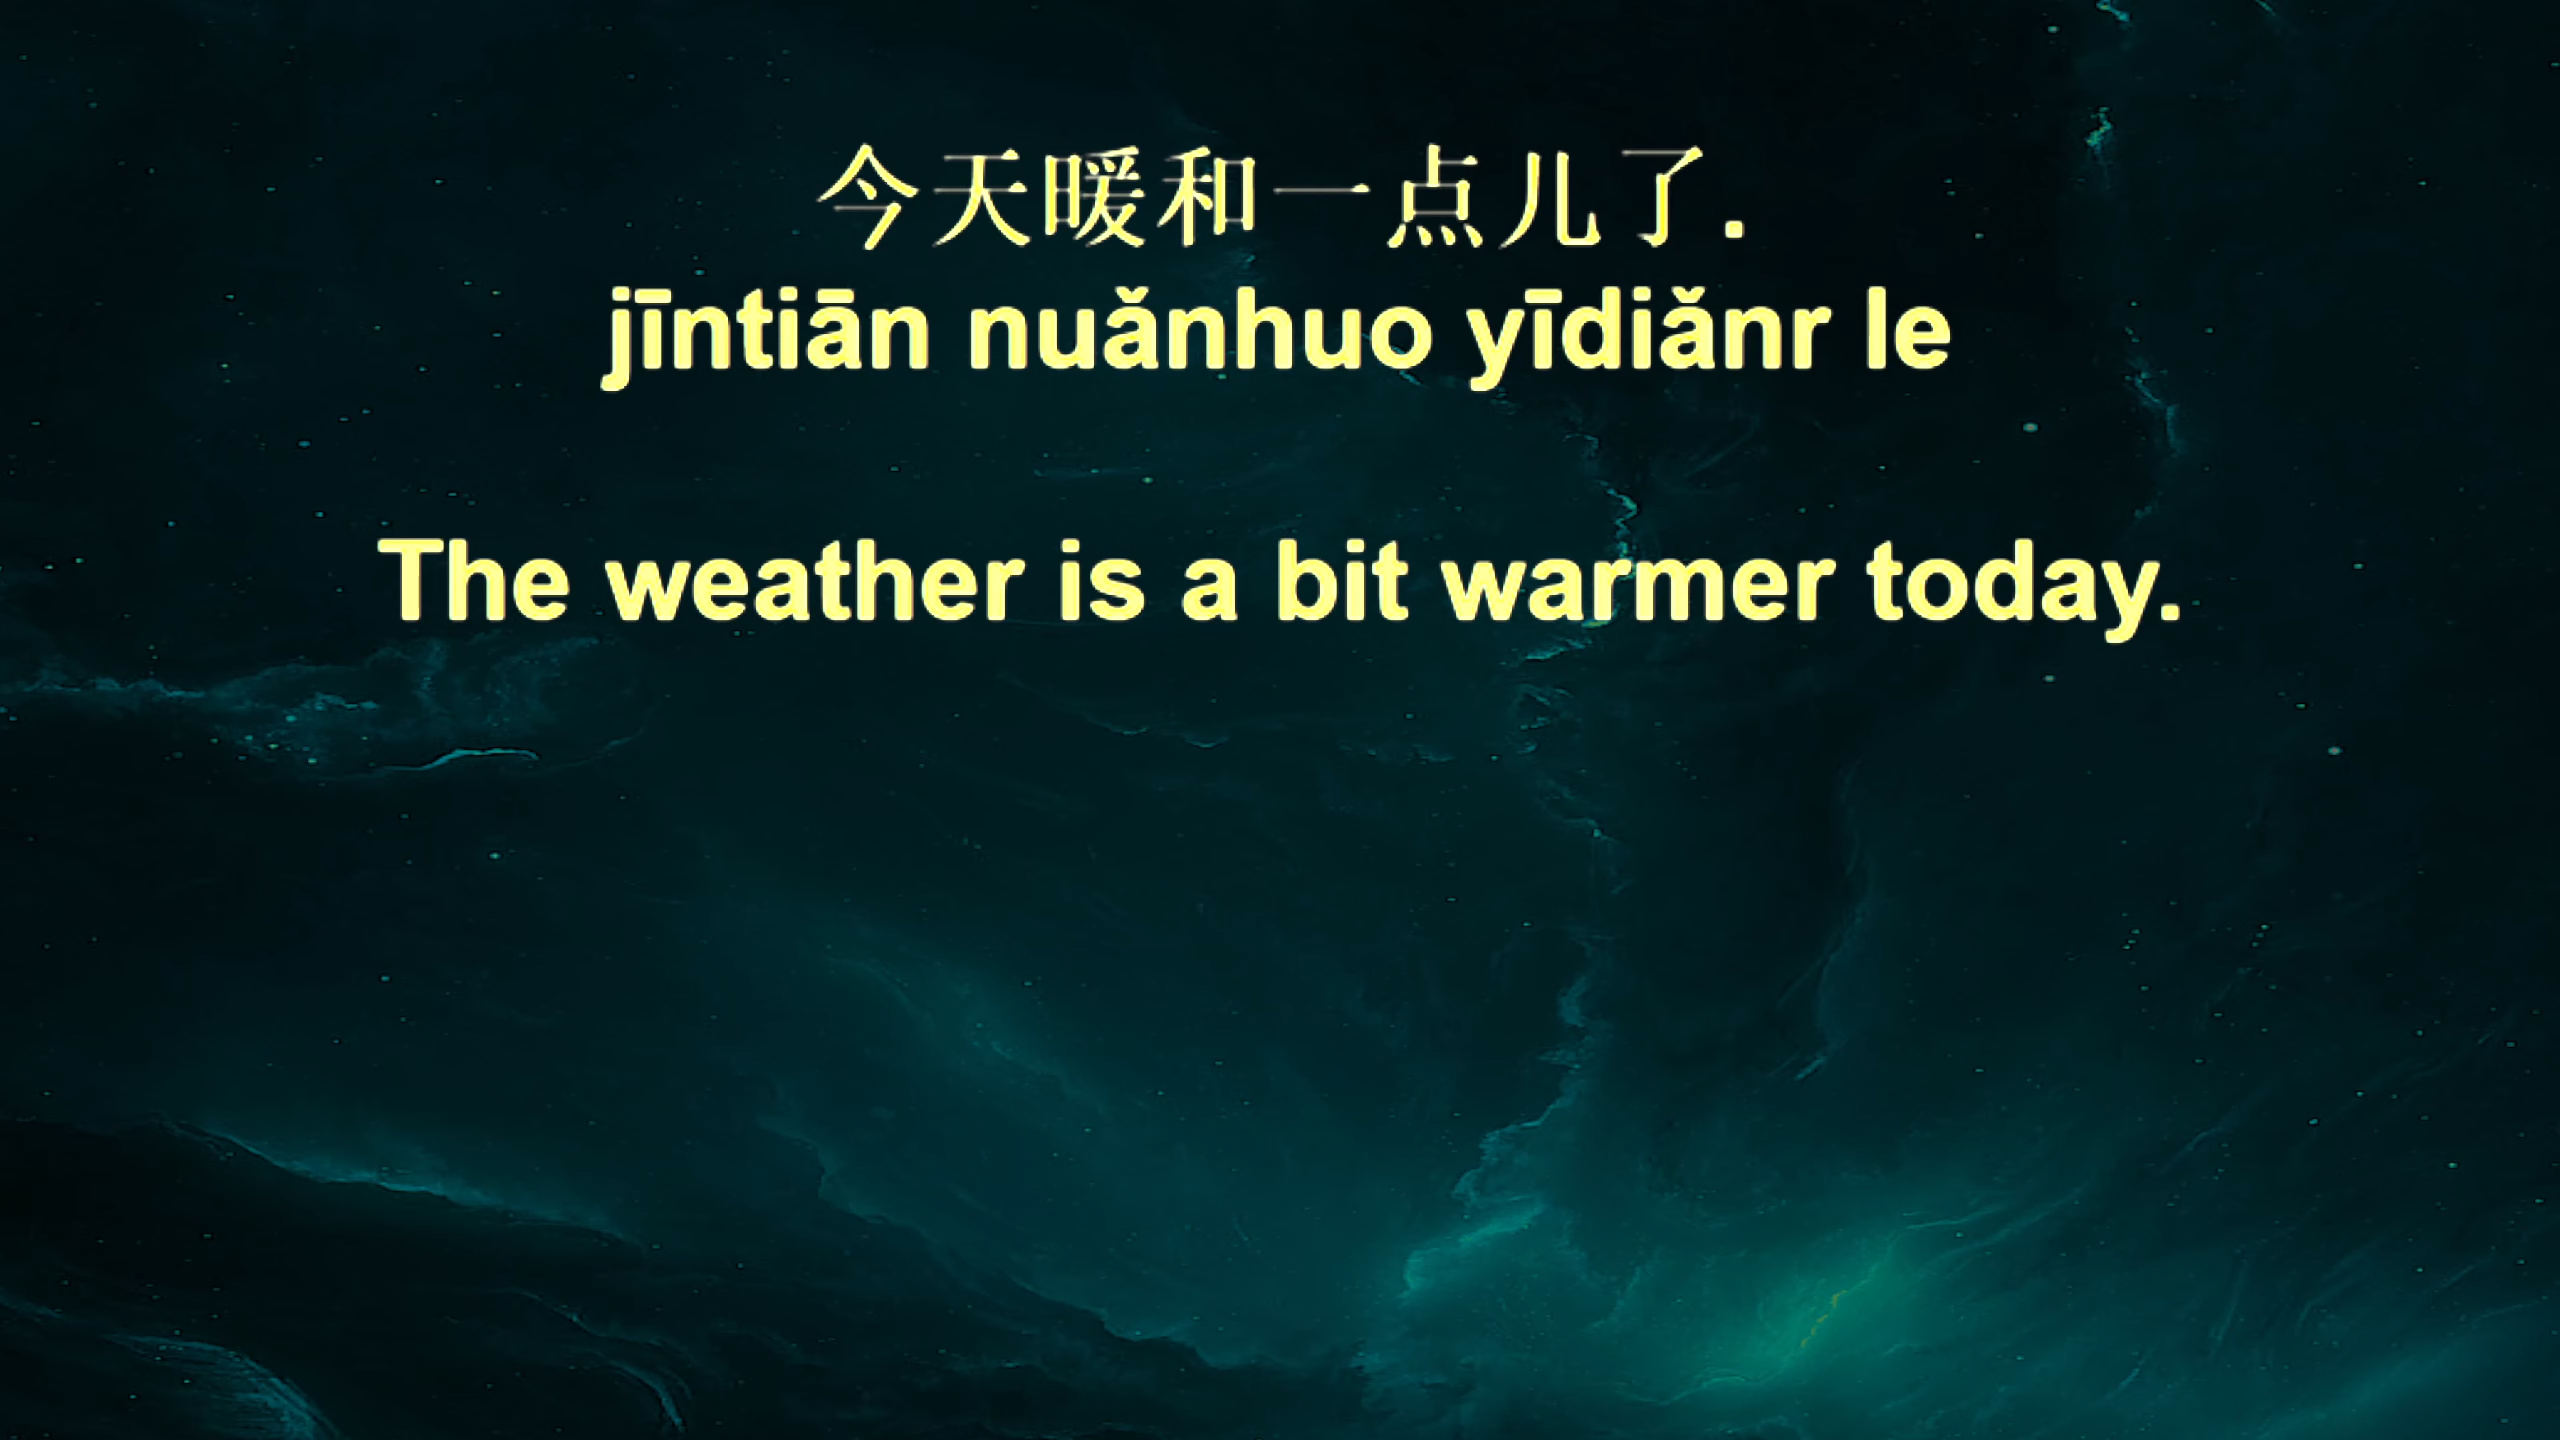 今天暖和一点儿了.
jīntiān nuǎnhuo yīdiǎnr le
The weather is a bit warmer today.